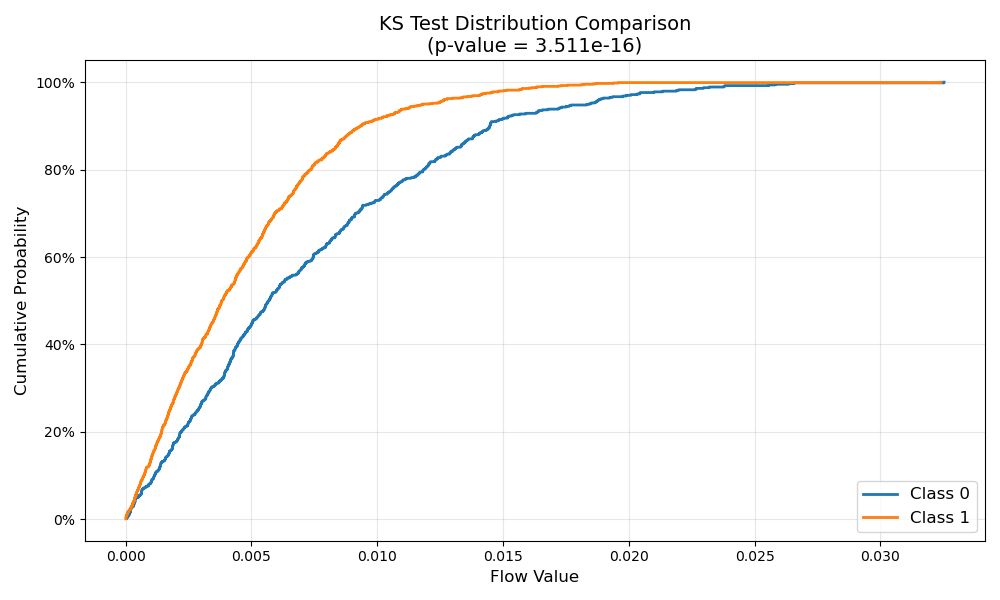 KS Test Distribution Comparison
(p-value = 3.511e-16)
Cumulative Probability
100%
80%
60%
40%
20%
0%
0.000 0.005 0.010 0.015 0.020 0.025 0.030
Flow Value
Class 0
Class 1